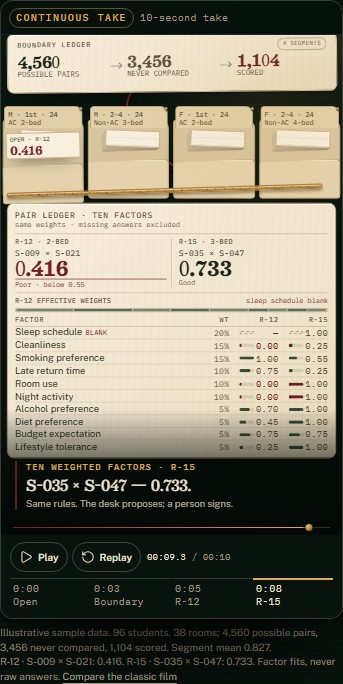 CONTINUOUS TAKE 10-second take
BOUNDARY LEDGER
4 SEGMENTS
4,560 → 3,456 → 1,104
POSSIBLE PAIRS NEVER COMPARED SCORED
M · 1st · 24 M · 2-4 · 24 F · 1st · 24 F · 2-4 · 24
AC 2-bed Non-AC 3-bed AC 2-bed Non-AC 4-bed
OPEN · R-12
0.416
PAIR LEDGER · TEN FACTORS
same weights · missing answers excluded
R-12 · 2-BED R-15 · 3-BED
S-009 × S-021 S-035 × S-047
0.416 0.733
Poor · below 0.55 Good
R-12 EFFECTIVE WEIGHTS sleep schedule blank
FACTOR WT R-12 R-15
Sleep schedule BLANK 20% — 1.00
Cleanliness 15% 0.00 0.25
Smoking preference 15% 1.00 0.55
Late return time 10% 0.75 0.25
Room use 10% 0.00 1.00
Night activity 10% 0.00 1.00
Alcohol preference 5% 0.70 1.00
Diet preference 5% 0.45 1.00
Budget expectation 5% 0.75 0.75
Lifestyle tolerance 5% 0.25 1.00
TEN WEIGHTED FACTORS · R-15
S-035 × S-047 — 0.733.
Same rules. The desk proposes; a person signs.
Play Replay 00:09.3 / 00:10
0:00 0:03 0:05 0:08
Open Boundary R-12 R-15
Illustrative sample data. 96 students, 38 rooms; 4,560 possible pairs,
3,456 never compared, 1,104 scored. Segment mean 0.827.
R-12 · S-009 × S-021: 0.416. R-15 · S-035 × S-047: 0.733. Factor fits, never
raw answers. Compare the classic film